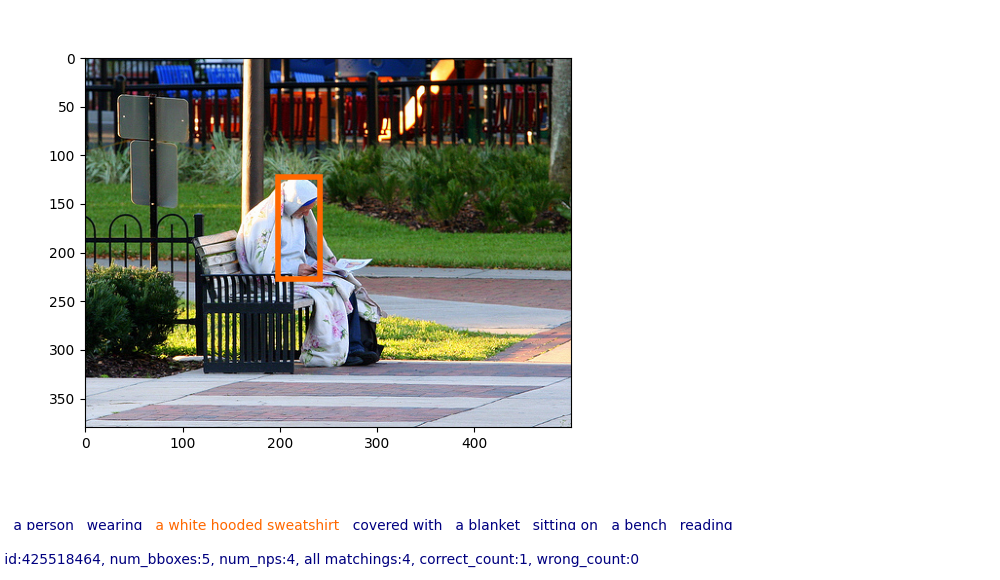 0
50
100
150
200
250
300
350
0 100 200 300 400
a person wearing a white hooded sweatshirt covered with a blanket sitting on a bench reading
id:425518464, num_bboxes:5, num_nps:4, all matchings:4, correct_count:1, wrong_count:0